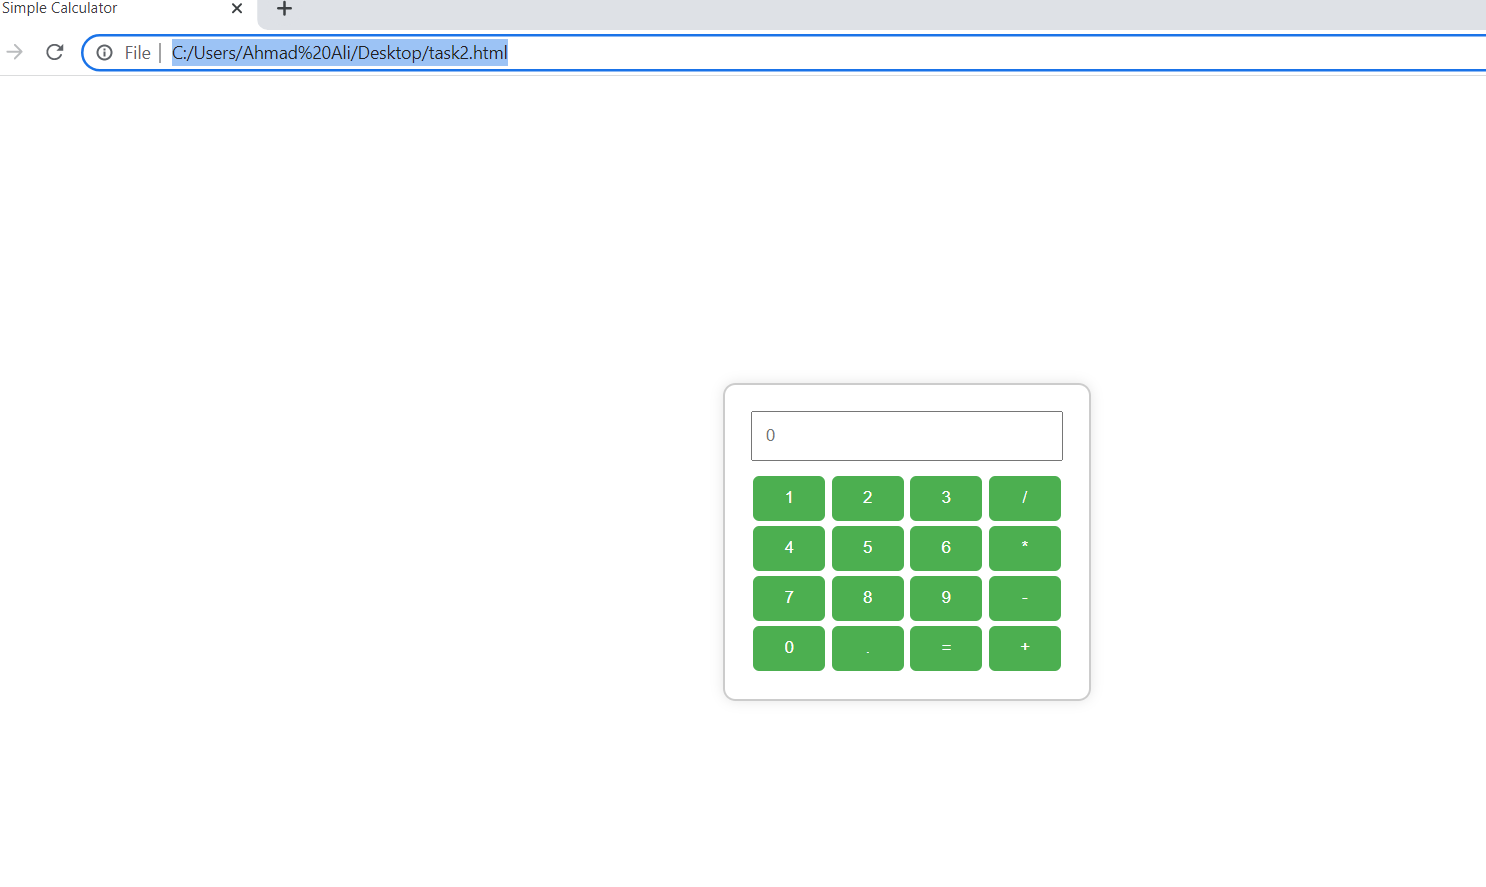 Simple Calculator
File | C:/Users/Ahmad%20Ali/Desktop/task2.html
0
1 2 3 /
4 5 6 *
7 8 9 -
0 . = +